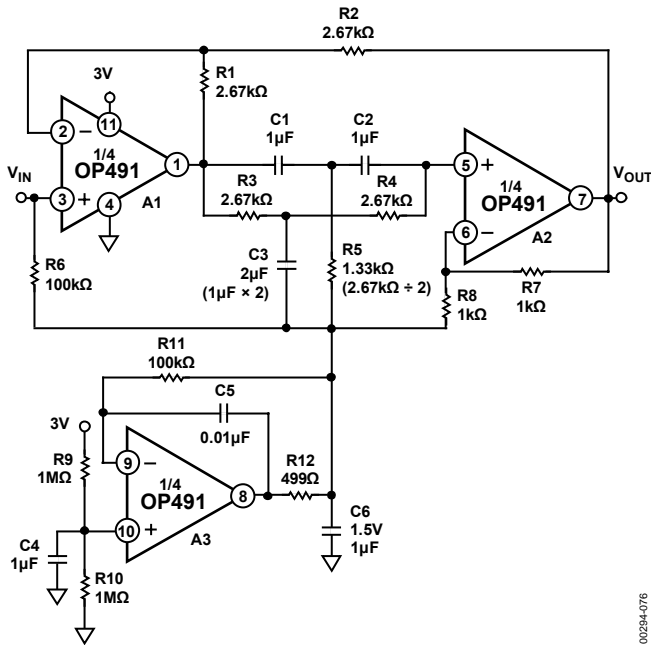 R2
2.67kΩ
3V
R1
2.67kΩ
2
−
11
1/4
OP491
1
VIN
3
+
4
A1
C1
1µF
C2
1µF
5
+
1/4
OP491
7
VOUT
6
−
A2
R3
2.67kΩ
R4
2.67kΩ
R6
100kΩ
C3
2µF
(1µF × 2)
R5
1.33kΩ
(2.67kΩ ÷ 2)
R8
1kΩ
R7
1kΩ
R11
100kΩ
C5
0.01µF
3V
R9
1MΩ
9
−
1/4
OP491
8
10
+
A3
R12
499Ω
C4
1µF
R10
1MΩ
C6
1.5V
1µF
00294-076